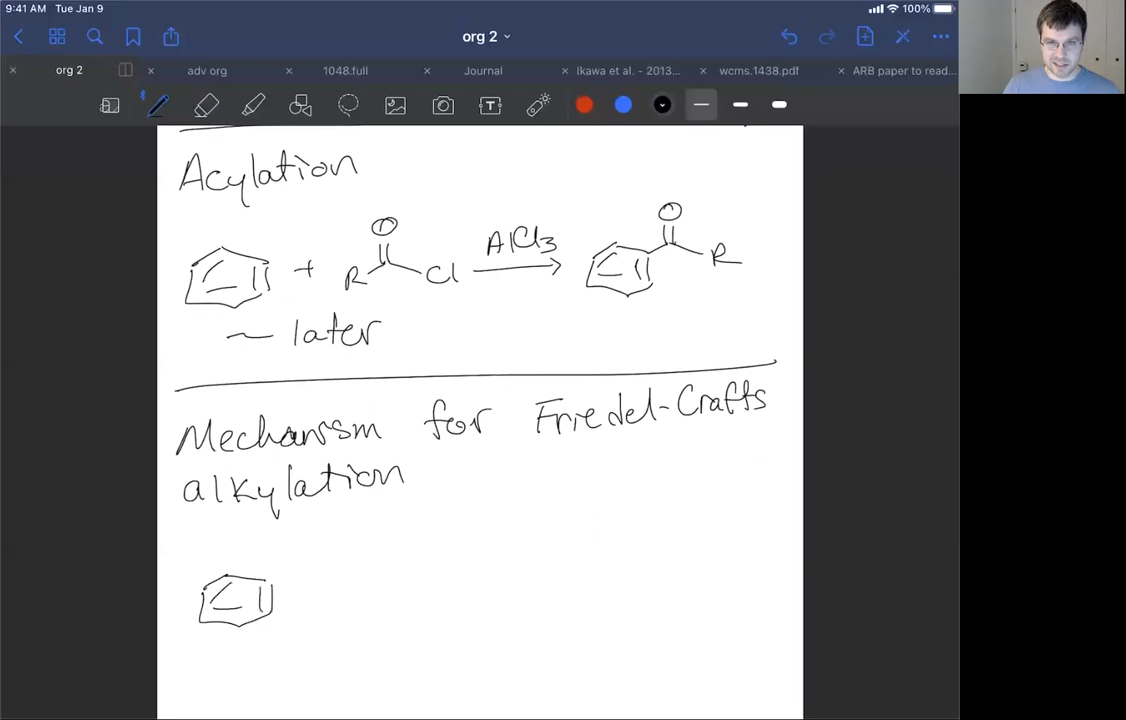 9:41 AM Tue Jan 9
100%
org 2
org 2
adv org
1048.full
Journal
Ikawa et al. - 2013...
wcms.1438.pdf
ARB paper to read...
T
Acylation
O
O
+ R Cl AlCl3 R
~ later
Mechanism for Friedel-Crafts
alkylation